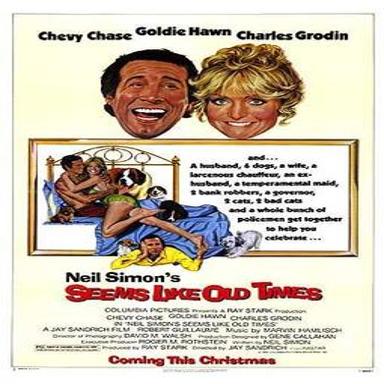 Chevy Chase Goldie Hawn Charles Grodin
and...
A husband, 6 dogs, a wife, a
larcenous chauffeur, an ex-
husband, a temperamental maid,
2 bank robbers, a governor,
2 cats, 2 bad cats
and a whole bunch of
policemen get together
to help you
celebrate...
Neil Simon's
SEEMS LIKE OLD TIMES
COLUMBIA PICTURES Presents A RAY STARK Production
CHEVY CHASE GOLDIE HAWN CHARLES GRODIN
IN "NEIL SIMON'S SEEMS LIKE OLD TIMES"
A JAY SANDRICH FILM ROBERT GUILLAUME Music by MARVIN HAMLISCH
Director of Photography DAVID M. WALSH Production Designed by GENE CALLAHAN
Executive Producer ROGER M. ROTHSTEIN Written by NEIL SIMON
Produced by RAY STARK Directed by JAY SANDRICH
Coming This Christmas